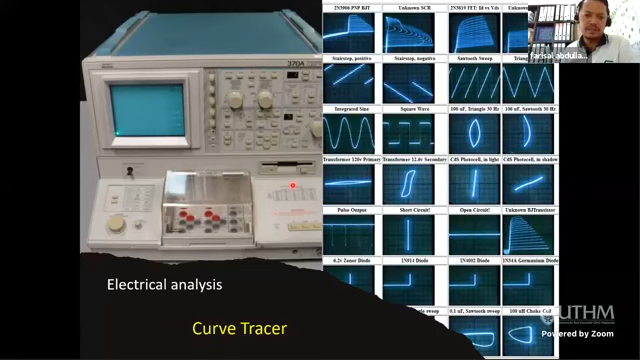 2N3906 PNP BJT
Unknown SCR
2N3819 FET: Id vs Vds
Unknown
farisal abdulla...
370A
Stairstep, positive
Stairstep, negative
Sawtooth Sweep
Integrated Sine
Square Wave
100 uF, Triangle 30 Hz
100 uF, Sawtooth 30 Hz
Transformer 120v Primary
Transformer 12.6v Secondary
CdS Photocell, in light
CdS Photocell, in shadow
Pulse Output
Short Circuit!
Open Circuit!
Unknown BJTransistor
6.2v Zener Diode
1N914 Diode
1N4002 Diode
1N34A Germanium Diode
Electrical analysis
0.1 uF, Sawtooth sweep
100 mH Choke Coil
Curve Tracer
UTHM
Powered by Zoom